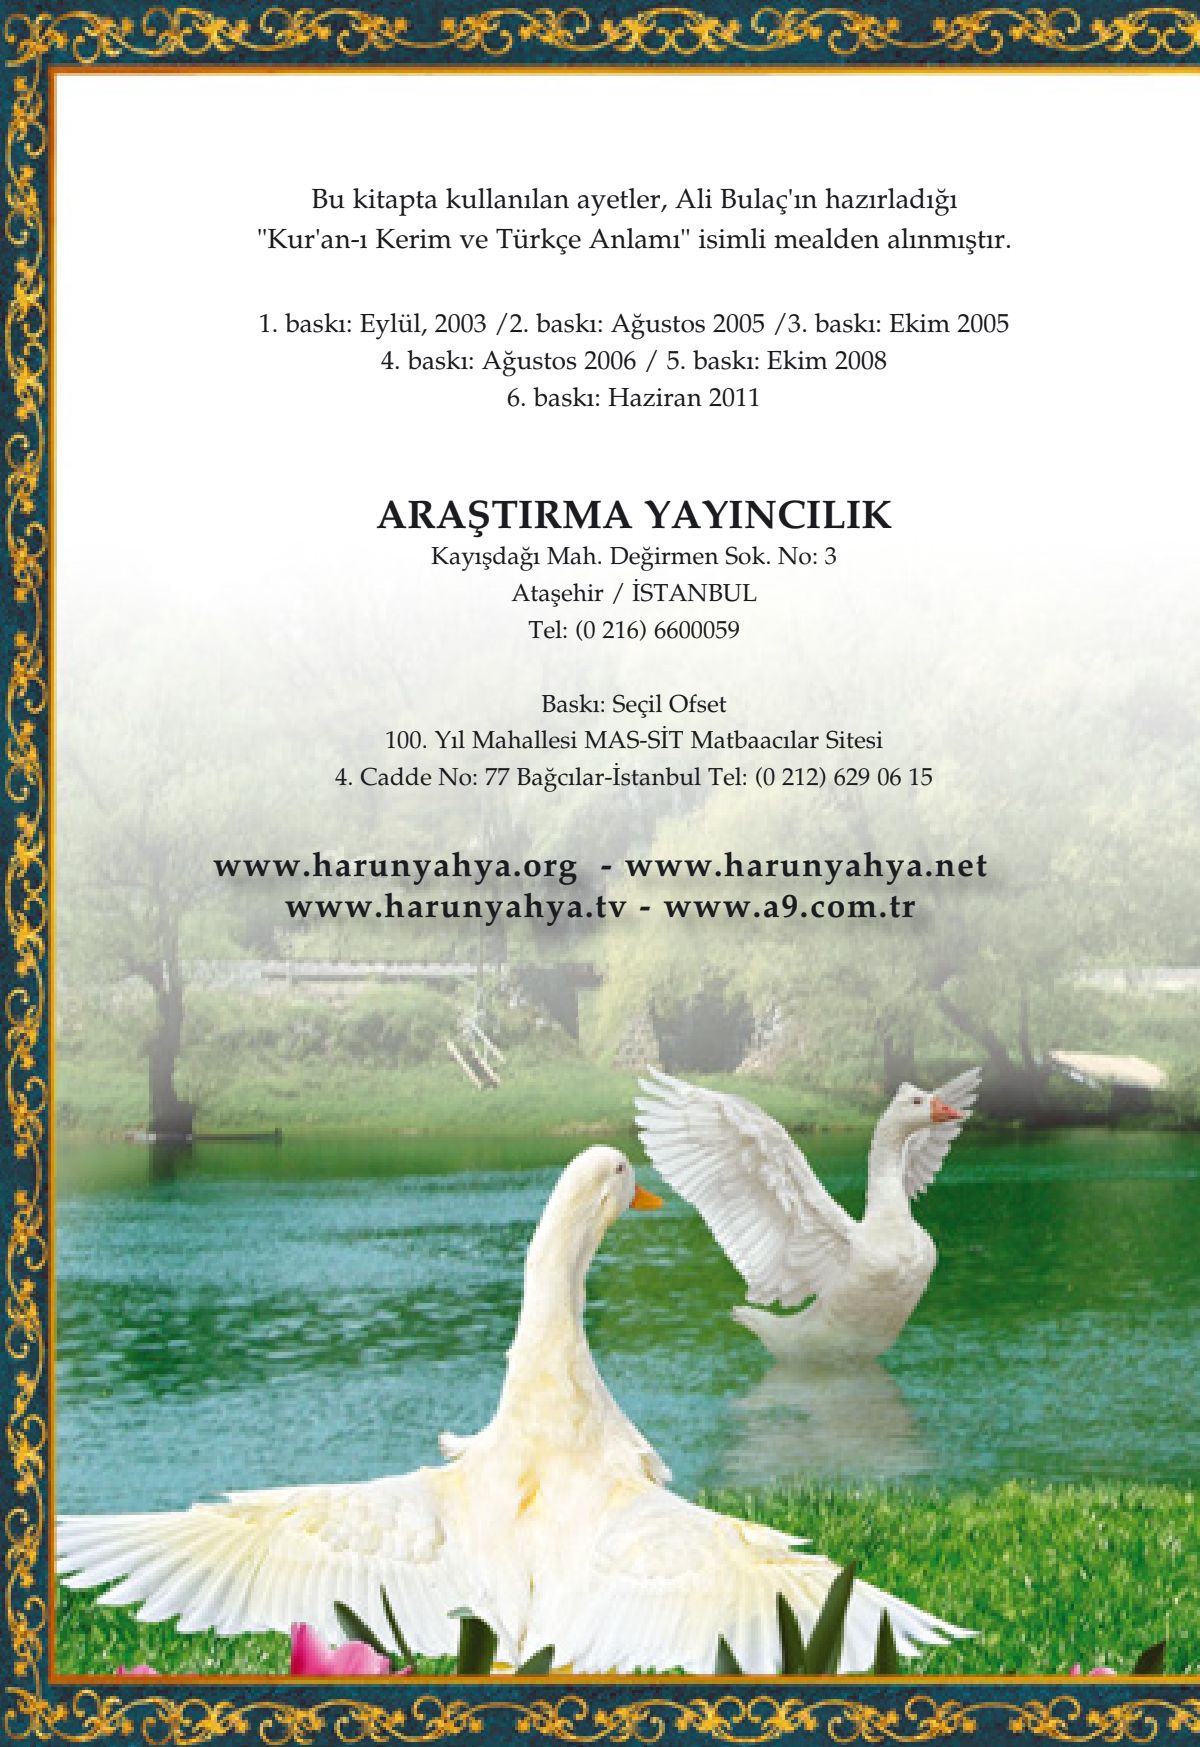 Bu kitapta kullanılan ayetler, Ali Bulaç'ın hazırladığı
"Kur'an-ı Kerim ve Türkçe Anlamı" isimli mealden alınmıştır.
1. baskı: Eylül, 2003 /2. baskı: Ağustos 2005 /3. baskı: Ekim 2005
4. baskı: Ağustos 2006 / 5. baskı: Ekim 2008
6. baskı: Haziran 2011
ARAŞTIRMA YAYINCILIK
Kayışdağı Mah. Değirmen Sok. No: 3
Ataşehir / İSTANBUL
Tel: (0 216) 6600059
Baskı: Seçil Ofset
100. Yıl Mahallesi MAS-SİT Matbaacılar Sitesi
4. Cadde No: 77 Bağcılar-İstanbul Tel: (0 212) 629 06 15
www.harunyahya.org - www.harunyahya.net
www.harunyahya.tv - www.a9.com.tr